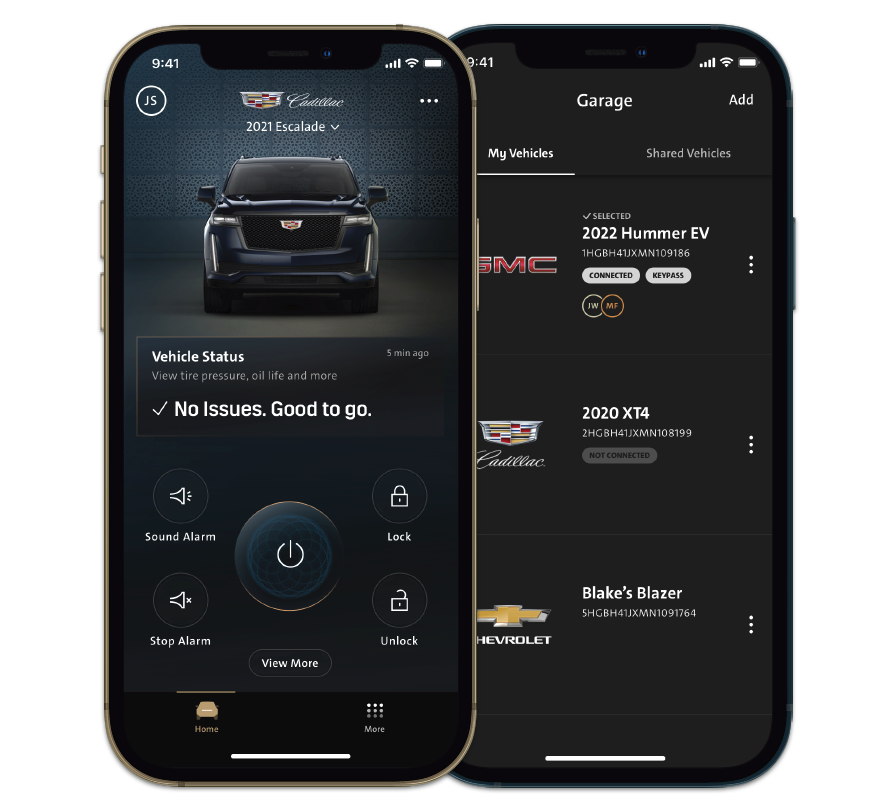 9:41
JS
Cadillac
2021 Escalade
Vehicle Status
5 min ago
View tire pressure, oil life and more
No Issues. Good to go.
Sound Alarm
Lock
Stop Alarm
Unlock
View More
Home
More
9:41
Garage
Add
My Vehicles
Shared Vehicles
SELECTED
2022 Hummer EV
GMC
1HGBH41JXMN109186
CONNECTED
KEYPASS
JW
MF
2020 XT4
Cadillac
2HGBH41JXMN108199
NOT CONNECTED
Blake's Blazer
5HGBH41JXMN1091764
HEVROLET